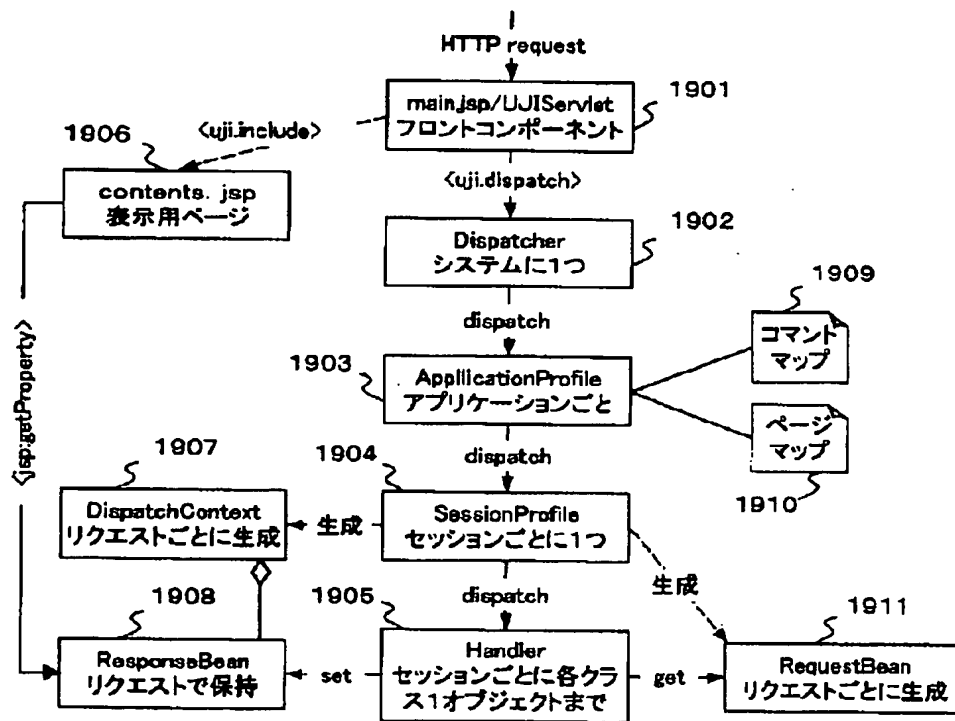 HTTP request
1901
main.jsp/UJIServlet
フロントコンポーネント
<uji.include>
1906
contents. jsp
表示用ページ
<uji.dispatch>
1902
Dispatcher
システムに1つ
dispatch
1909
コマント
マップ
1903
AppllicationProfile
アプリケーションごと
ページ
マップ
1910
<jsp:getProperty>
dispatch
1907
DispatchContext
リクエストごとに生成
生成
1904
SessionProfile
セッションごとに1つ
生成
dispatch
1908
ResponseBean
リクエストで保持
set
1905
Handler
セッションごとに各クラ
ス1オブジェクトまで
get
1911
RequestBean
リクエストごとに生成